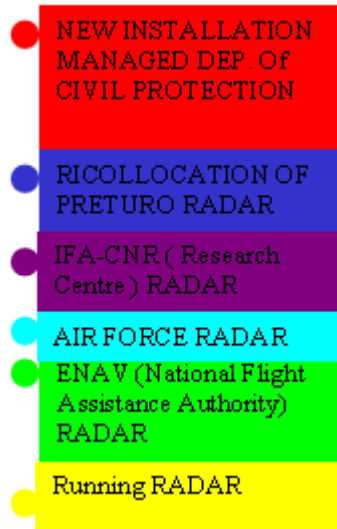 NEW INSTALLATION
MANAGED DEP. Of
CIVIL PROTECTION
RICOLLOCATION OF
PRETURO RADAR
IFA-CNR ( Research
Centre ) RADAR
AIR FORCE RADAR
ENAV (National Flight
Assistance Authority)
RADAR
Running RADAR